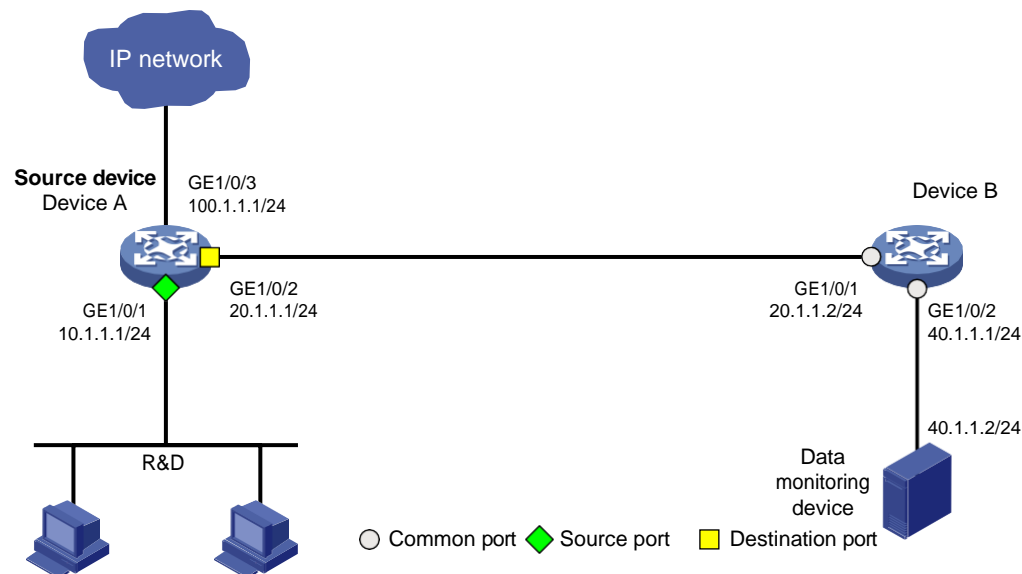 IP network
Source device
Device A
GE1/0/3
100.1.1.1/24
Device B
GE1/0/1
10.1.1.1/24
GE1/0/2
20.1.1.1/24
GE1/0/1
20.1.1.2/24
GE1/0/2
40.1.1.1/24
40.1.1.2/24
R&D
Data
monitoring
device
Common port
Source port
Destination port